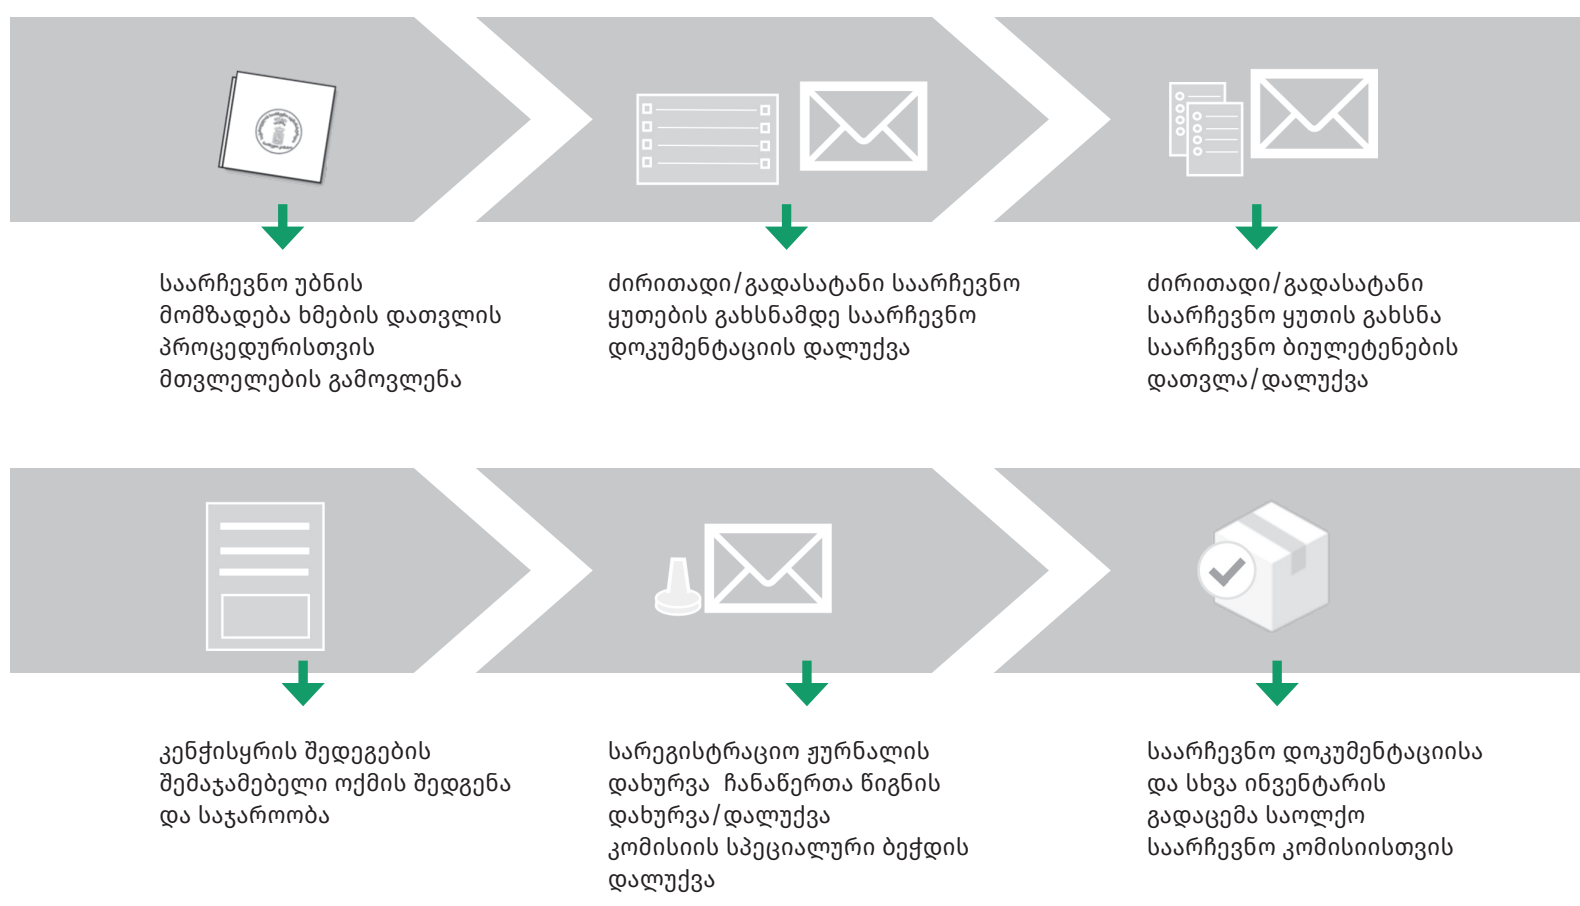 საარჩევნო უბნის
მომზადება ხმების დათვლის
პროცედურისთვის
მთვლელების გამოვლენა
ძირითადი/გადასატანი საარჩევნო
ყუთების გახსნამდე საარჩევნო
დოკუმენტაციის დალუქვა
ძირითადი/გადასატანი
საარჩევნო ყუთის გახსნა
საარჩევნო ბიულეტენების
დათვლა/დალუქვა
კენჭისყრის შედეგების
შემაჯამებელი ოქმის შედგენა
და საჯაროობა
სარეგისტრაციო ჟურნალის
დახურვა ჩანაწერთა წიგნის
დახურვა/დალუქვა
კომისიის სპეციალური ბეჭდის
დალუქვა
საარჩევნო დოკუმენტაციისა
და სხვა ინვენტარის
გადაცემა საოლქო
საარჩევნო კომისიისთვის